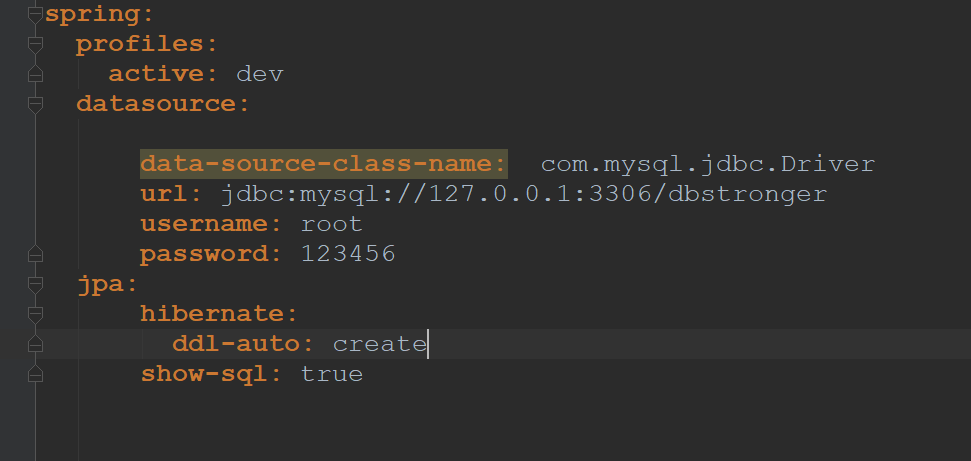 spring:
  profiles:
    active: dev
  datasource:
      data-source-class-name:  com.mysql.jdbc.Driver
      url: jdbc:mysql://127.0.0.1:3306/dbstronger
      username: root
      password: 123456
  jpa:
      hibernate:
        ddl-auto: create
      show-sql: true